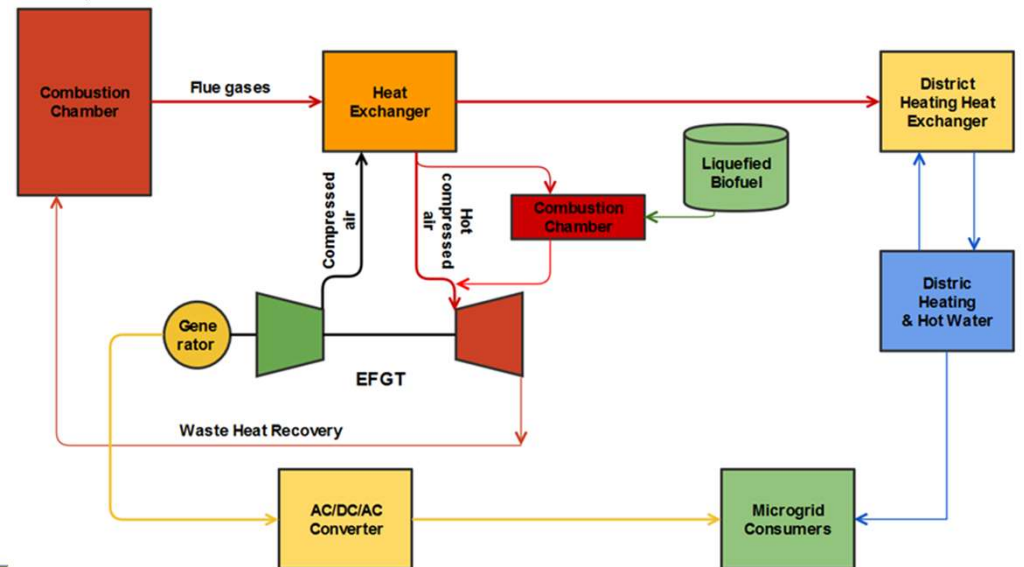 Combustion
Chamber
Flue gases
Heat
Exchanger
District
Heating Heat
Exchanger
Liquefied
Biofuel
Compressed
air
Hot
compressed
air
Combustion
Chamber
Distric
Heating
& Hot Water
Gene
rator
EFGT
Waste Heat Recovery
AC/DC/AC
Converter
Microgrid
Consumers